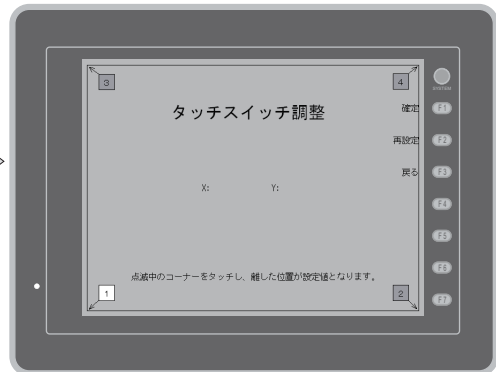 3
4
SYSTEM
タッチスイッチ調整
確定 F1
再設定 F2
戻る F3
X: Y:
F4
F5
F6
点滅中のコーナーをタッチし、離した位置が設定値となります。
1
2
F7